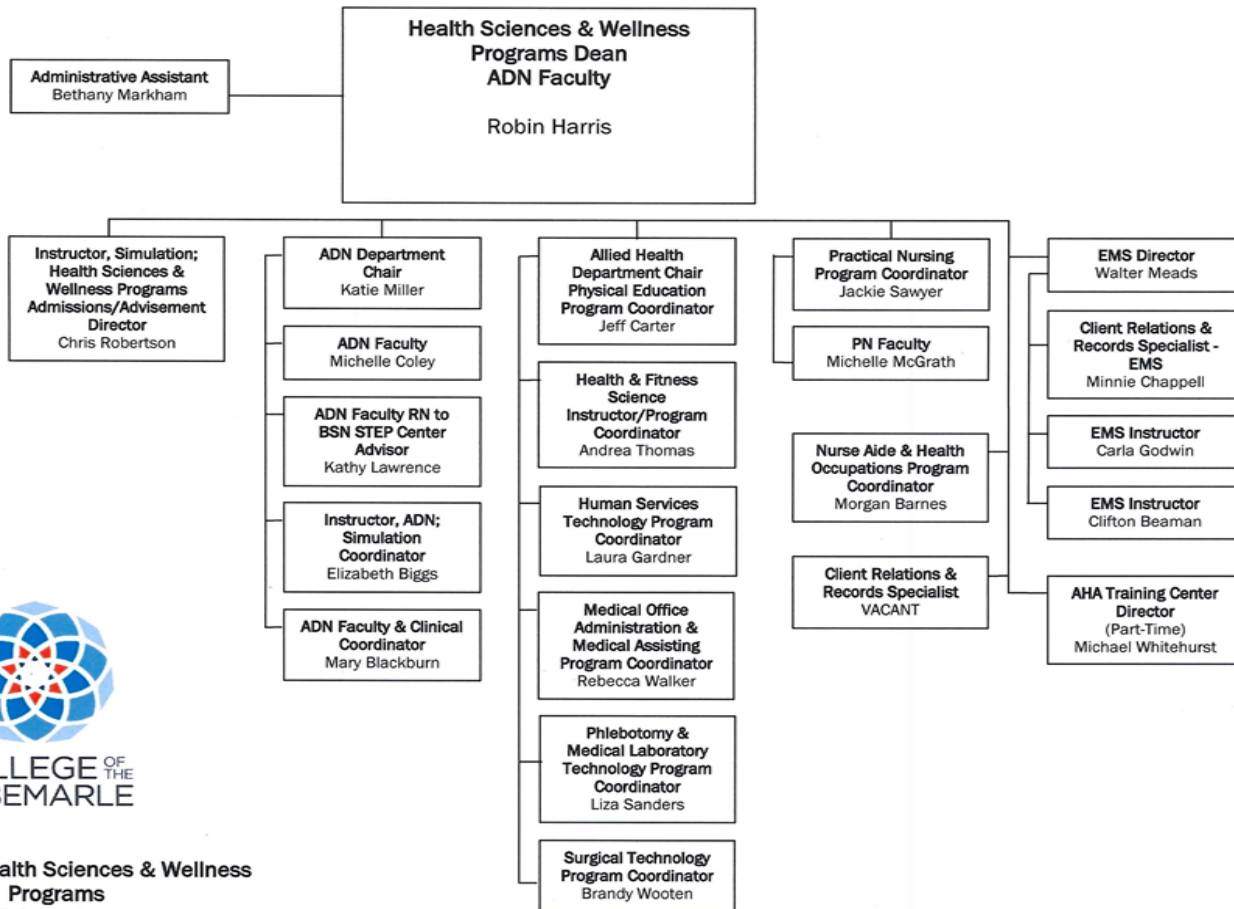 Health Sciences & Wellness
Programs Dean
ADN Faculty
Robin Harris
Administrative Assistant
Bethany Markham
Instructor, Simulation;
Health Sciences &
Wellness Programs
Admissions/Advisement
Director
Chris Robertson
ADN Department
Chair
Katie Miller
ADN Faculty
Michelle Coley
ADN Faculty RN to
BSN STEP Center
Advisor
Kathy Lawrence
Instructor, ADN;
Simulation
Coordinator
Elizabeth Biggs
ADN Faculty & Clinical
Coordinator
Mary Blackburn
Allied Health
Department Chair
Physical Education
Program Coordinator
Jeff Carter
Health & Fitness
Science
Instructor/Program
Coordinator
Andrea Thomas
Human Services
Technology Program
Coordinator
Laura Gardner
Medical Office
Administration &
Medical Assisting
Program Coordinator
Rebecca Walker
Phlebotomy &
Medical Laboratory
Technology Program
Coordinator
Liza Sanders
Surgical Technology
Program Coordinator
Brandy Wooten
Practical Nursing
Program Coordinator
Jackie Sawyer
PN Faculty
Michelle McGrath
Nurse Aide & Health
Occupations Program
Coordinator
Morgan Barnes
Client Relations &
Records Specialist
VACANT
EMS Director
Walter Meads
Client Relations &
Records Specialist -
EMS
Minnie Chappell
EMS Instructor
Carla Godwin
EMS Instructor
Clifton Beaman
AHA Training Center
Director
(Part-Time)
Michael Whitehurst
LLEGE OF THE
BEMARLE
alth Sciences & Wellness
Programs